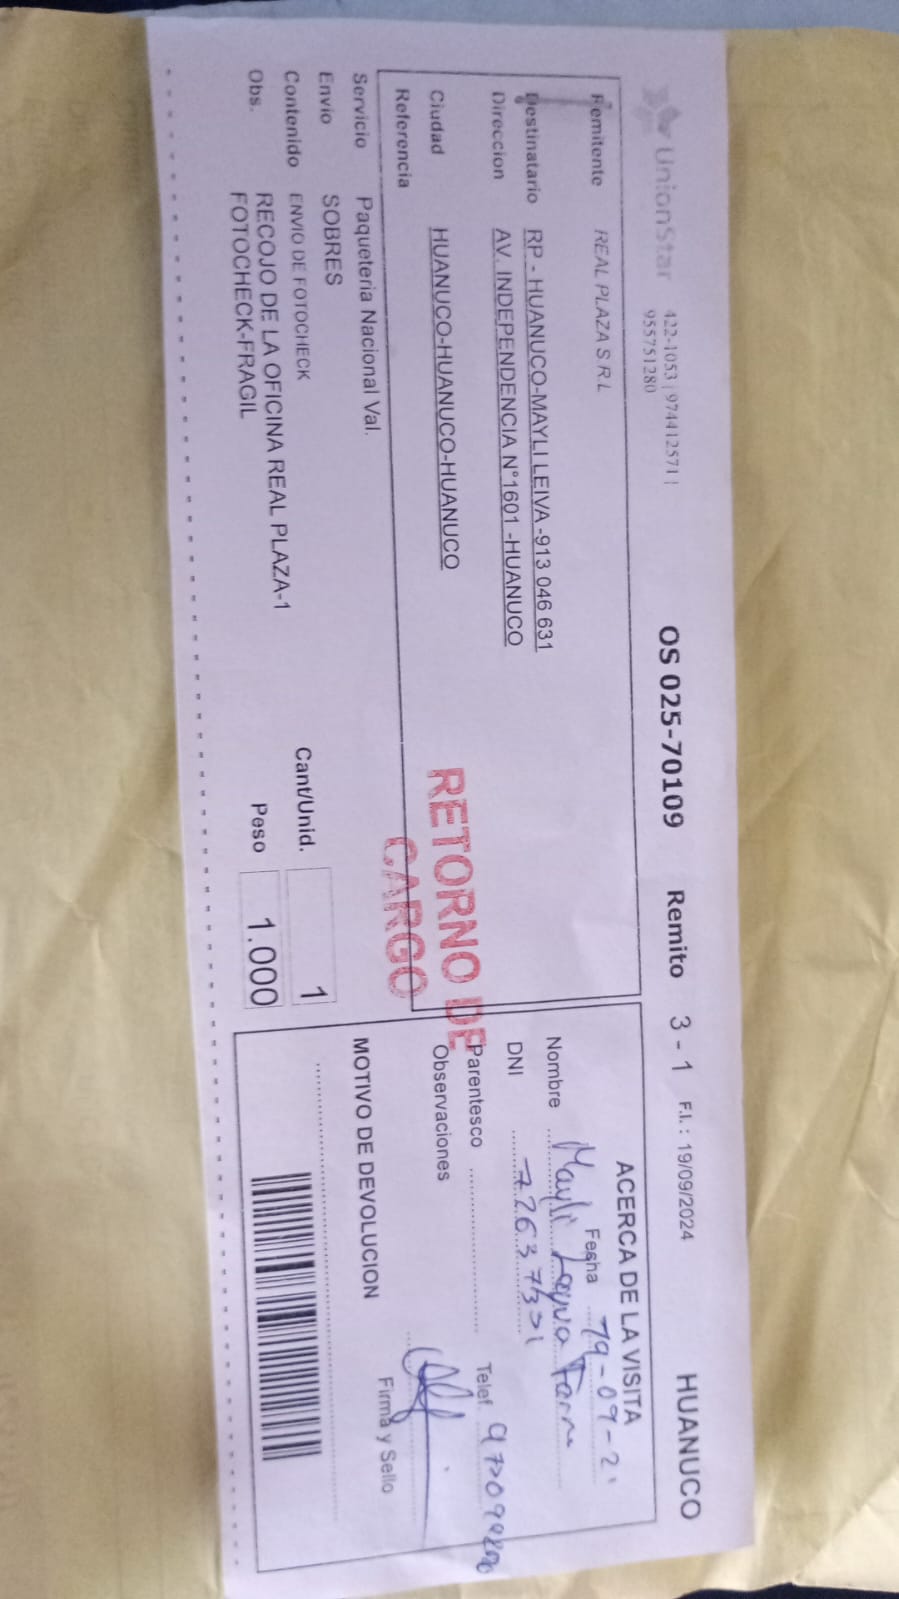 UnionStar 422-1053 | 974412571 |
955751280
OS 025-70109 Remito 3 - 1 F.I. : 19/09/2024 HUANUCO
Remitente REAL PLAZA S.R.L
Destinatario RP - HUANUCO-MAYLI LEIVA -913 046 631
Direccion AV. INDEPENDENCIA N°1601 -HUANUCO
Ciudad HUANUCO-HUANUCO-HUANUCO
Referencia
Servicio Paqueteria Nacional Val.
Envio SOBRES
Contenido ENVIO DE FOTOCHECK
Obs. RECOJO DE LA OFICINA REAL PLAZA-1
FOTOCHECK-FRAGIL
Cant/Unid. 1
Peso 1.000
RETORNO DE
CARGO
ACERCA DE LA VISITA
Fecha 19-09-2
Nombre Mayli
DNI
Parentesco Telef.
Observaciones
Firma y Sello
MOTIVO DE DEVOLUCION